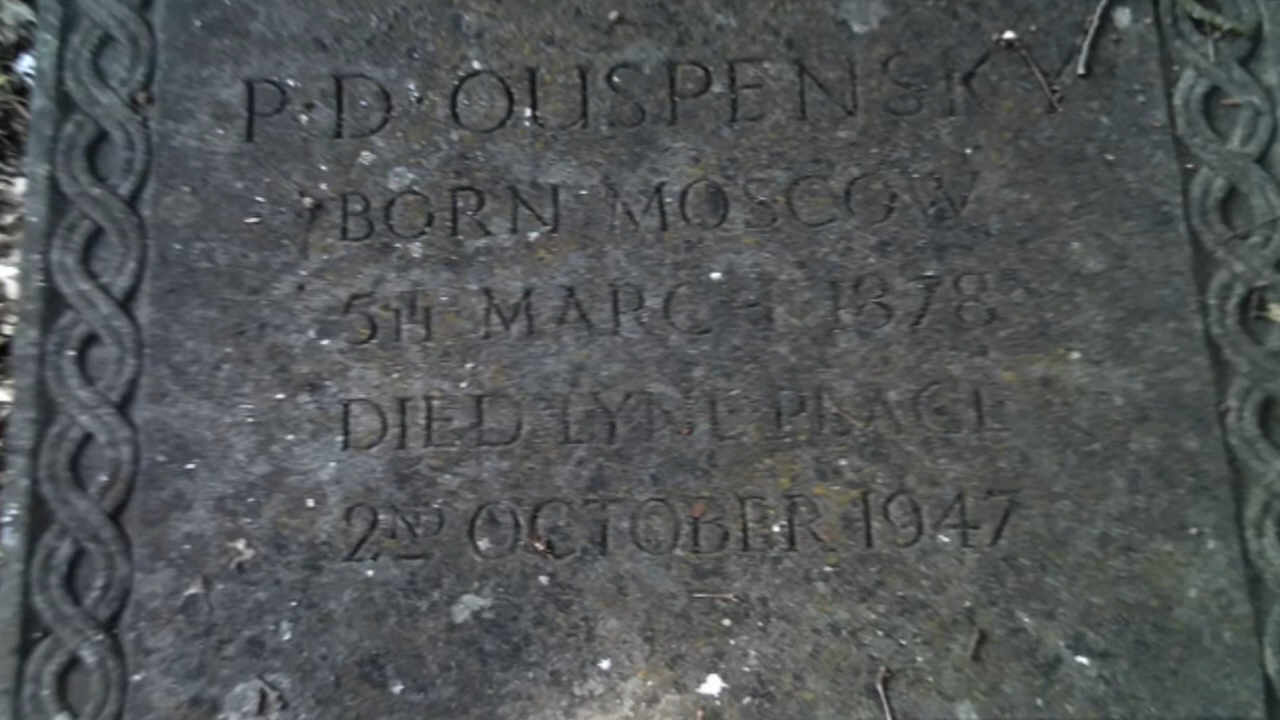 P·D·OUSPENSKY
BORN MOSCOW
5TH MARCH 1878
DIED LYNE PLACE
2ND OCTOBER 1947